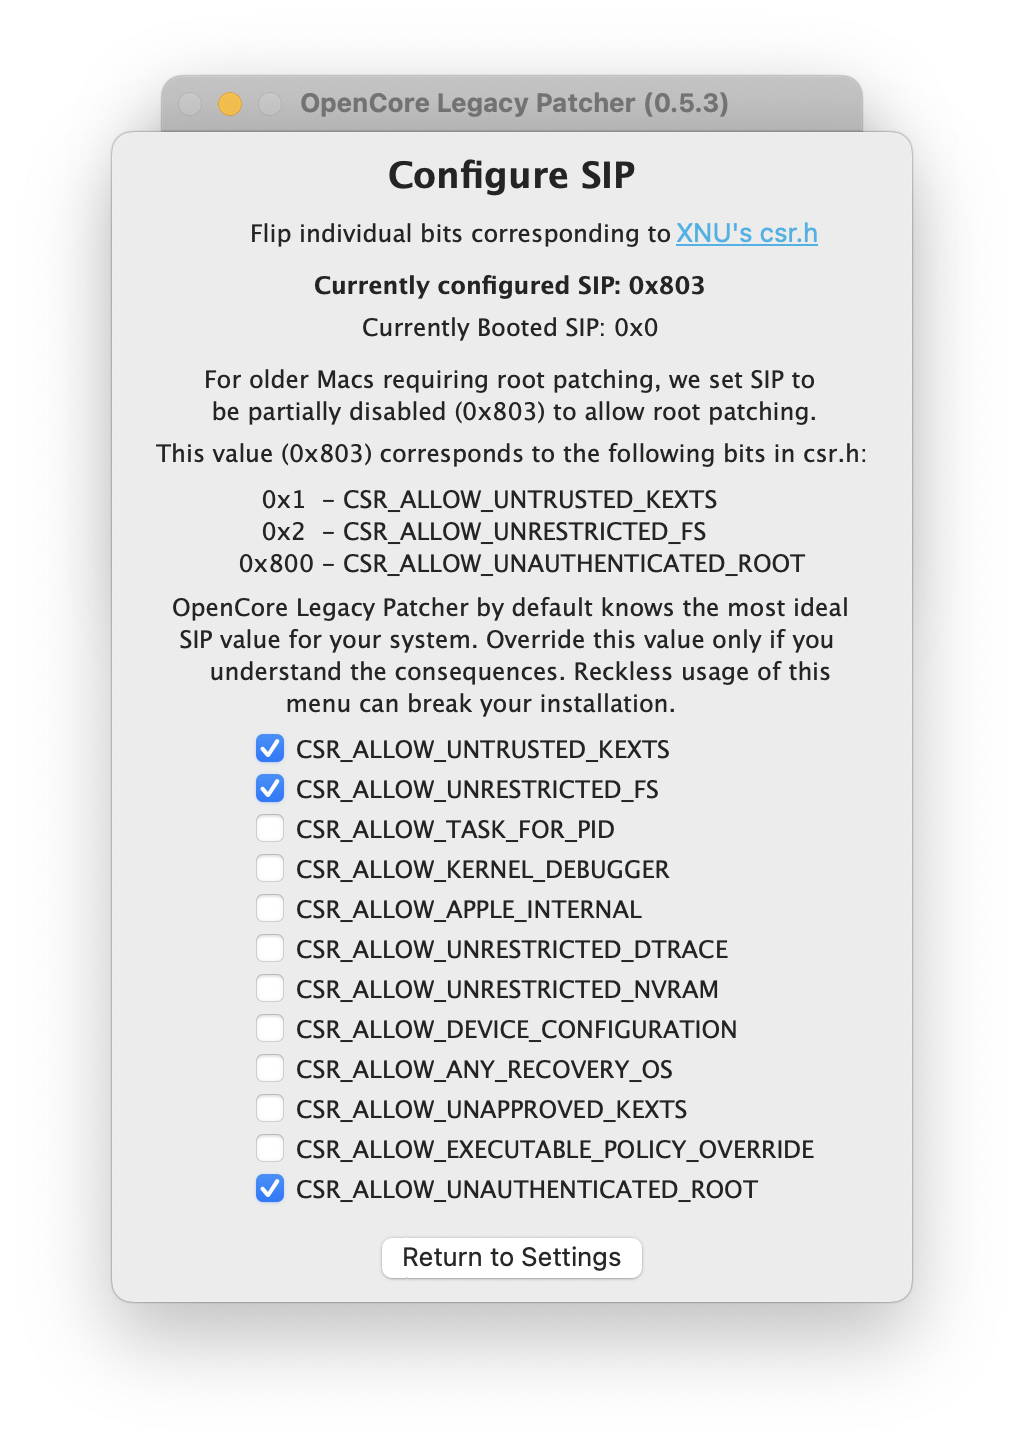 OpenCore Legacy Patcher (0.5.3)
Configure SIP
Flip individual bits corresponding to XNU's csr.h
Currently configured SIP: 0x803
Currently Booted SIP: 0x0
For older Macs requiring root patching, we set SIP to
be partially disabled (0x803) to allow root patching.
This value (0x803) corresponds to the following bits in csr.h:
0x1 – CSR_ALLOW_UNTRUSTED_KEXTS
0x2 – CSR_ALLOW_UNRESTRICTED_FS
0x800 – CSR_ALLOW_UNAUTHENTICATED_ROOT
OpenCore Legacy Patcher by default knows the most ideal
SIP value for your system. Override this value only if you
understand the consequences. Reckless usage of this
menu can break your installation.
CSR_ALLOW_UNTRUSTED_KEXTS
CSR_ALLOW_UNRESTRICTED_FS
CSR_ALLOW_TASK_FOR_PID
CSR_ALLOW_KERNEL_DEBUGGER
CSR_ALLOW_APPLE_INTERNAL
CSR_ALLOW_UNRESTRICTED_DTRACE
CSR_ALLOW_UNRESTRICTED_NVRAM
CSR_ALLOW_DEVICE_CONFIGURATION
CSR_ALLOW_ANY_RECOVERY_OS
CSR_ALLOW_UNAPPROVED_KEXTS
CSR_ALLOW_EXECUTABLE_POLICY_OVERRIDE
CSR_ALLOW_UNAUTHENTICATED_ROOT
Return to Settings